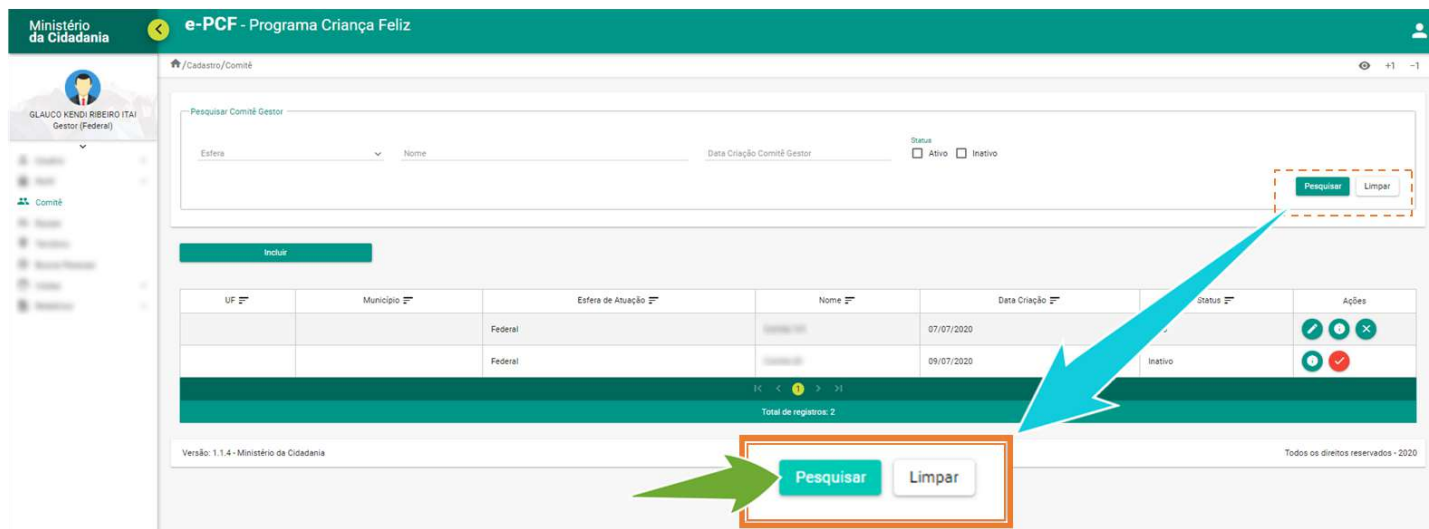 Ministério
da Cidadania
e-PCF - Programa Criança Feliz
/Cadastro/Comitê
+1 -1
GLAUCO KENDI RIBEIRO ITAI
Gestor (Federal)
Comitê
Pesquisar Comitê Gestor
Esfera
Nome
Data Criação Comitê Gestor
Status
Ativo
Inativo
Pesquisar
Limpar
Incluir
UF Município Esfera de Atuação Nome Data Criação Status Ações
Federal 07/07/2020
Federal 09/07/2020 Inativo
1
Total de registros: 2
Versão: 1.1.4 - Ministério da Cidadania
Todos os direitos reservados - 2020
Pesquisar
Limpar